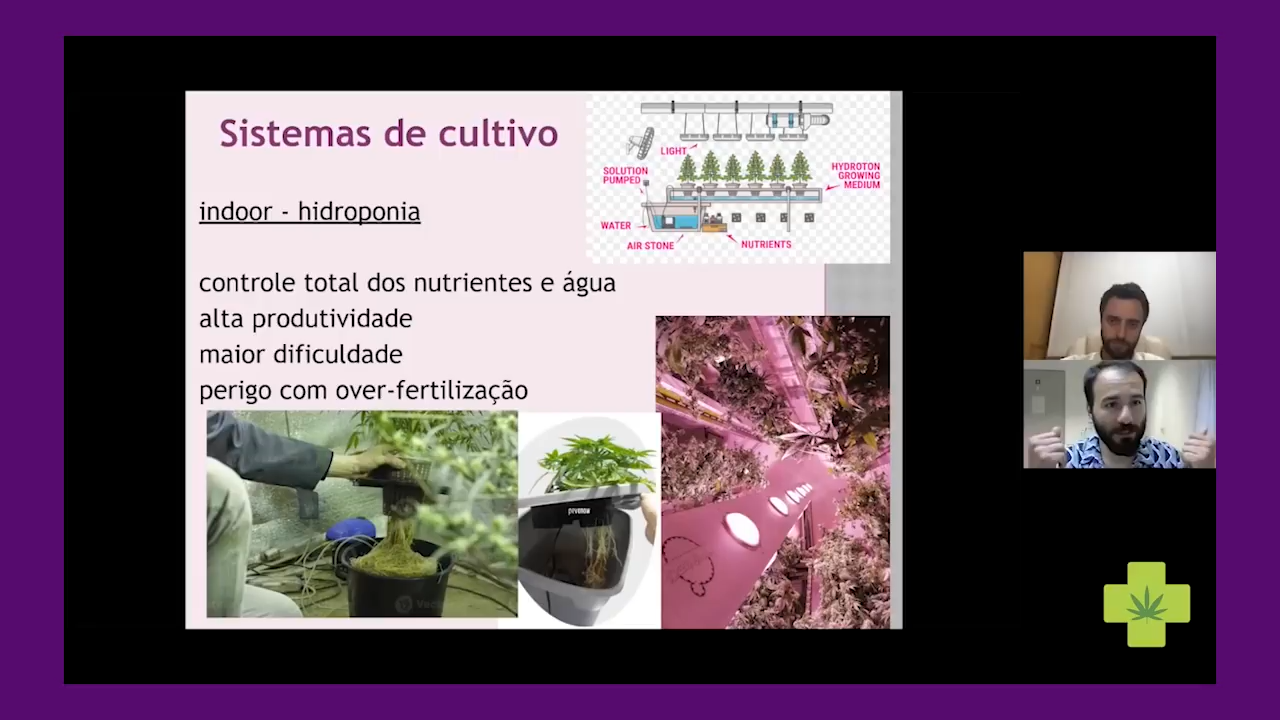 Sistemas de cultivo
indoor - hidroponia
controle total dos nutrientes e água
alta produtividade
maior dificuldade
perigo com over-fertilização
LIGHT
SOLUTION
PUMPED
HYDROTON
GROWING
MEDIUM
WATER
AIR STONE
NUTRIENTS